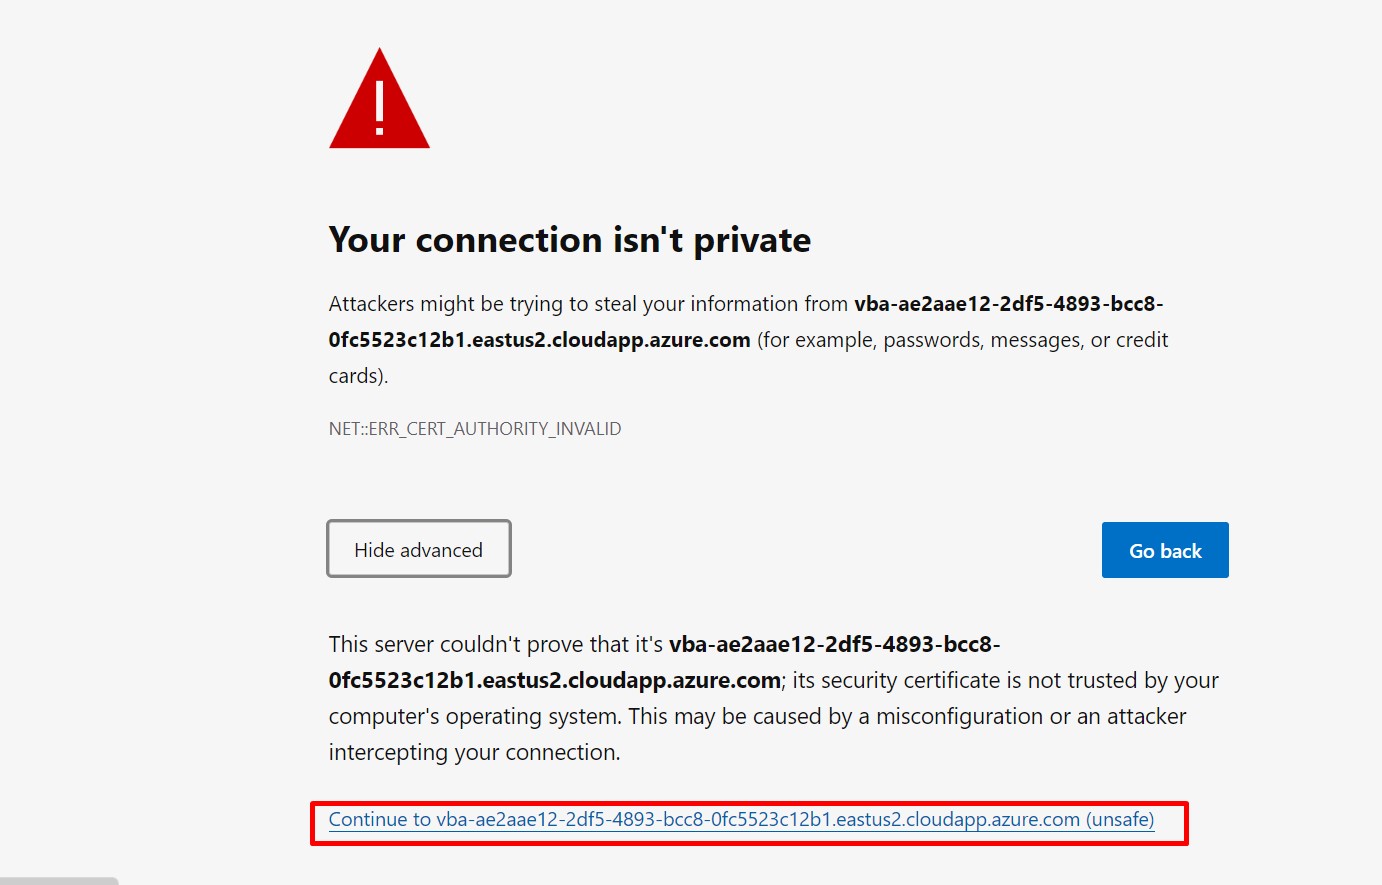 Your connection isn't private
Attackers might be trying to steal your information from vba-ae2aae12-2df5-4893-bcc8-
0fc5523c12b1.eastus2.cloudapp.azure.com (for example, passwords, messages, or credit
cards).
NET::ERR_CERT_AUTHORITY_INVALID
Hide advanced
Go back
This server couldn't prove that it's vba-ae2aae12-2df5-4893-bcc8-
0fc5523c12b1.eastus2.cloudapp.azure.com; its security certificate is not trusted by your
computer's operating system. This may be caused by a misconfiguration or an attacker
intercepting your connection.
Continue to vba-ae2aae12-2df5-4893-bcc8-0fc5523c12b1.eastus2.cloudapp.azure.com (unsafe)